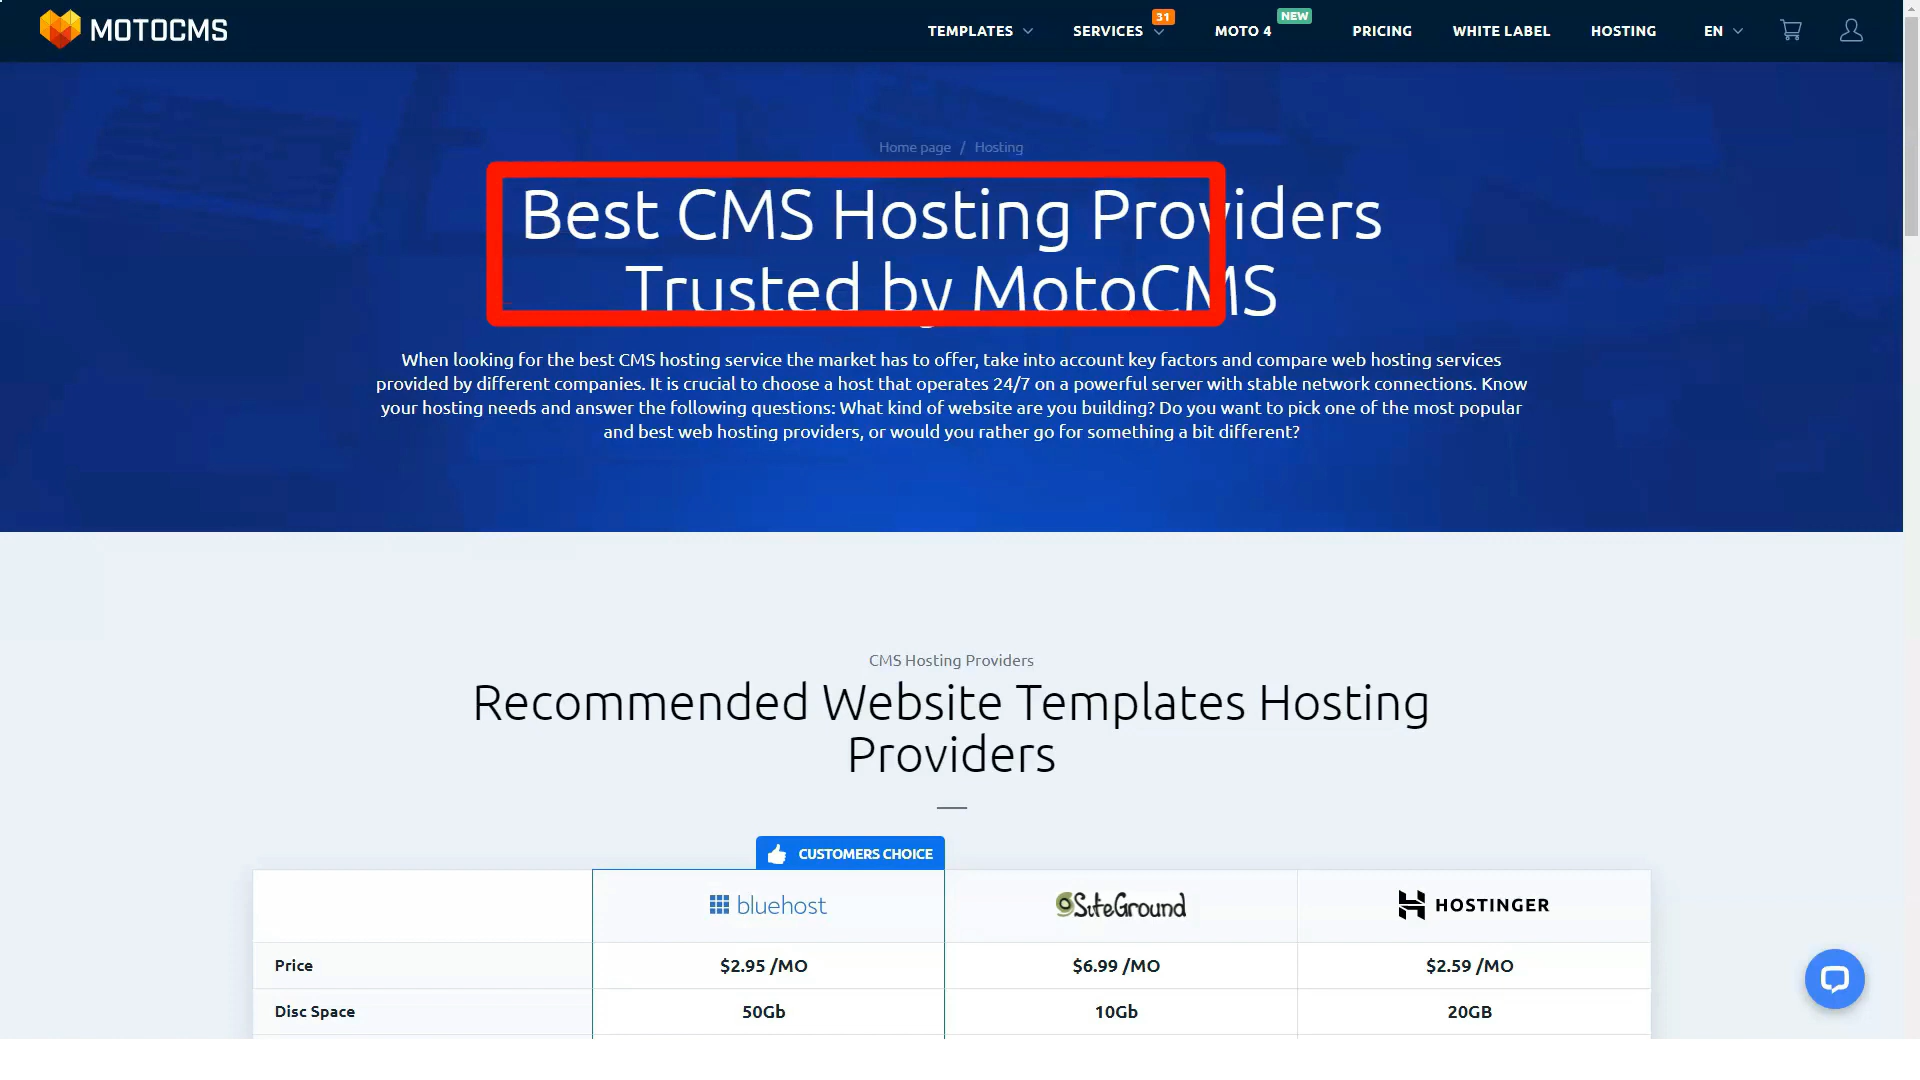 MOTOCMS
TEMPLATES
SERVICES
31
MOTO 4
NEW
PRICING
WHITE LABEL
HOSTING
EN
Home page / Hosting
Best CMS Hosting Providers
Trusted by MotoCMS
When looking for the best CMS hosting service the market has to offer, take into account key factors and compare web hosting services
provided by different companies. It is crucial to choose a host that operates 24/7 on a powerful server with stable network connections. Know
your hosting needs and answer the following questions: What kind of website are you building? Do you want to pick one of the most popular
and best web hosting providers, or would you rather go for something a bit different?
CMS Hosting Providers
Recommended Website Templates Hosting
Providers
CUSTOMERS CHOICE
bluehost
SiteGround
HOSTINGER
Price
$2.95 /MO
$6.99 /MO
$2.59 /MO
Disc Space
50Gb
10Gb
20GB